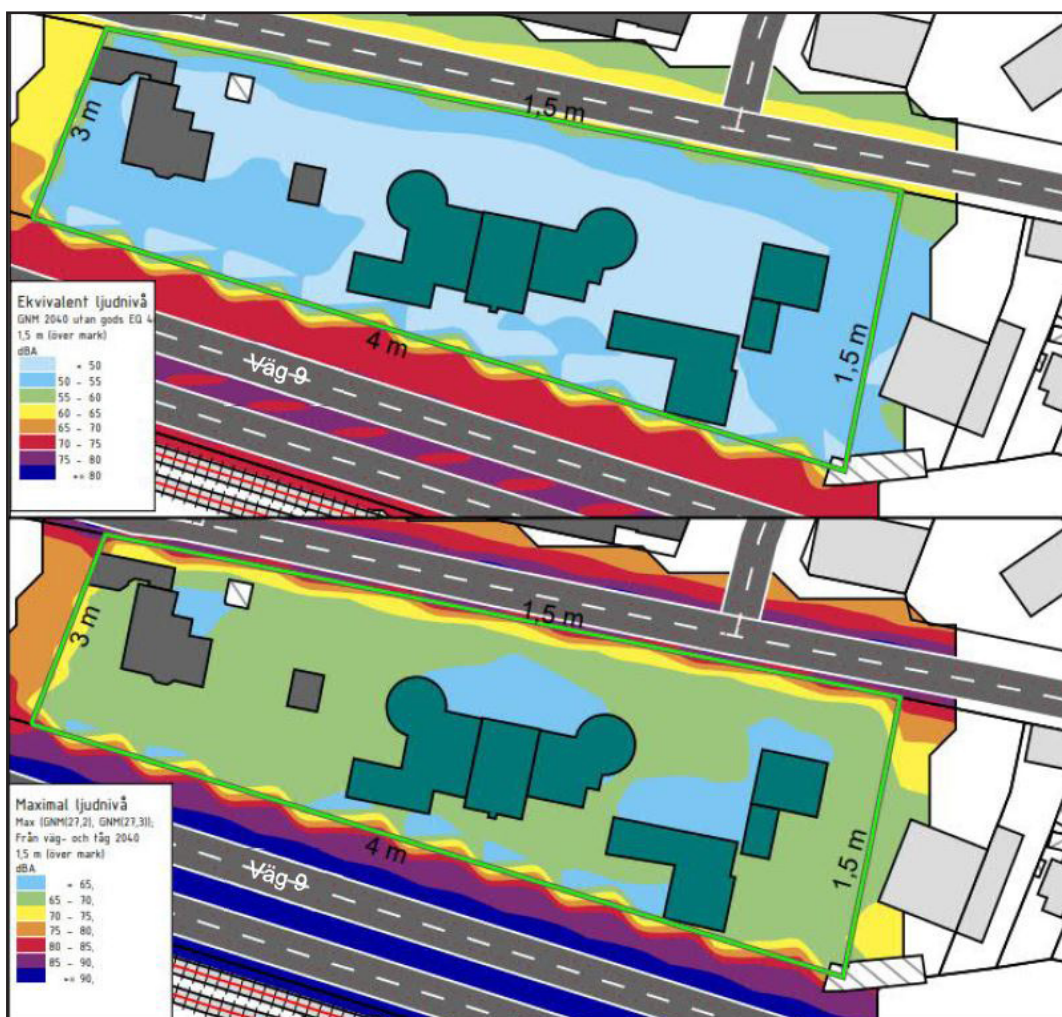 1,5 m
3 m
1,5 m
4 m
Väg 9
Ekvivalent ljudnivå
GNM 2040 utan gods EQ 4
1,5 m (över mark)
dBA
< 50
50 - 55
55 - 60
60 - 65
65 - 70
70 - 75
75 - 80
>= 80
1,5 m
3 m
1,5 m
4 m
Väg 9
Maximal ljudnivå
Max (GNM(27,2), GNM(27,3));
Från väg- och tåg 2040
1,5 m (över mark)
dBA
< 65,
65 - 70,
70 - 75,
75 - 80,
80 - 85,
85 - 90,
>= 90,